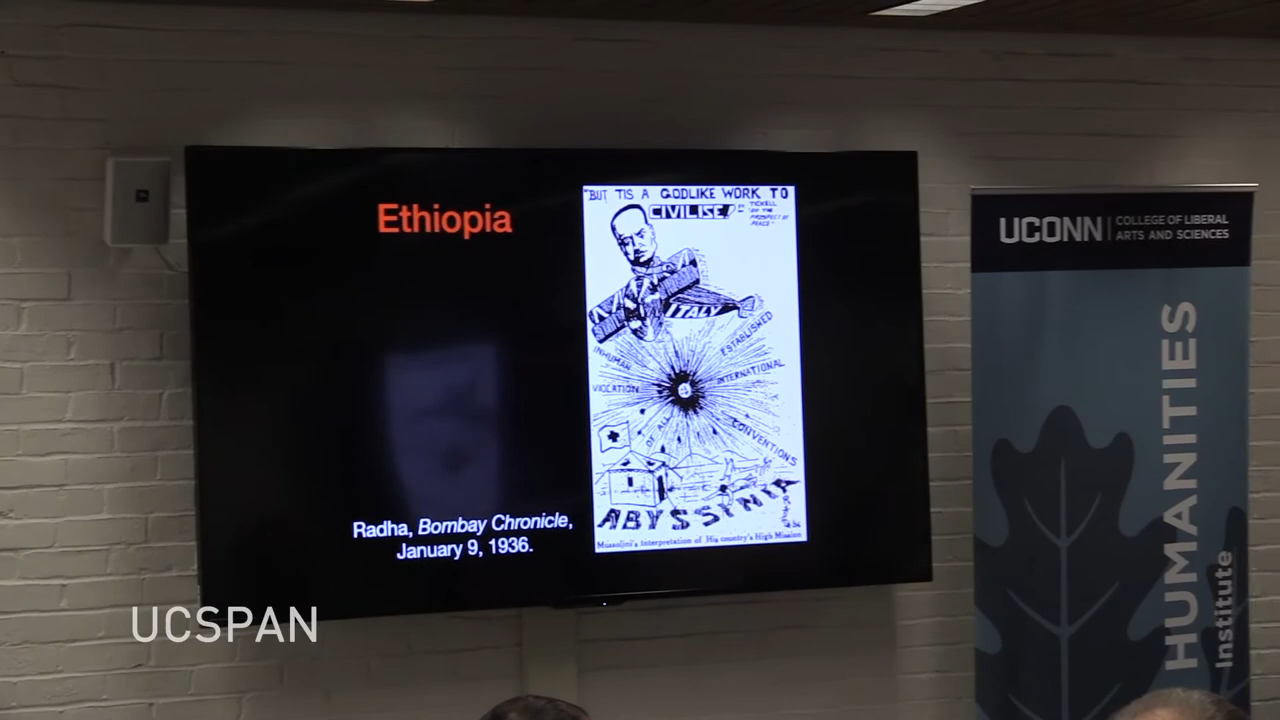 Ethiopia
Radha, Bombay Chronicle,
January 9, 1936.
"BUT TIS A GODLIKE WORK TO
CIVILISE!"
TICKELL
ON THE
PROSPECT OF
PEACE"
ITALY
INHUMAN
VIOLATION
OF ALL
ESTABLISHED
INTERNATIONAL
CONVENTIONS
ABYSSINIA
Mussolini's Interpretation of His country's High Mission
UCONN
COLLEGE OF LIBERAL
ARTS AND SCIENCES
HUMANITIES
Institute
UCSPAN